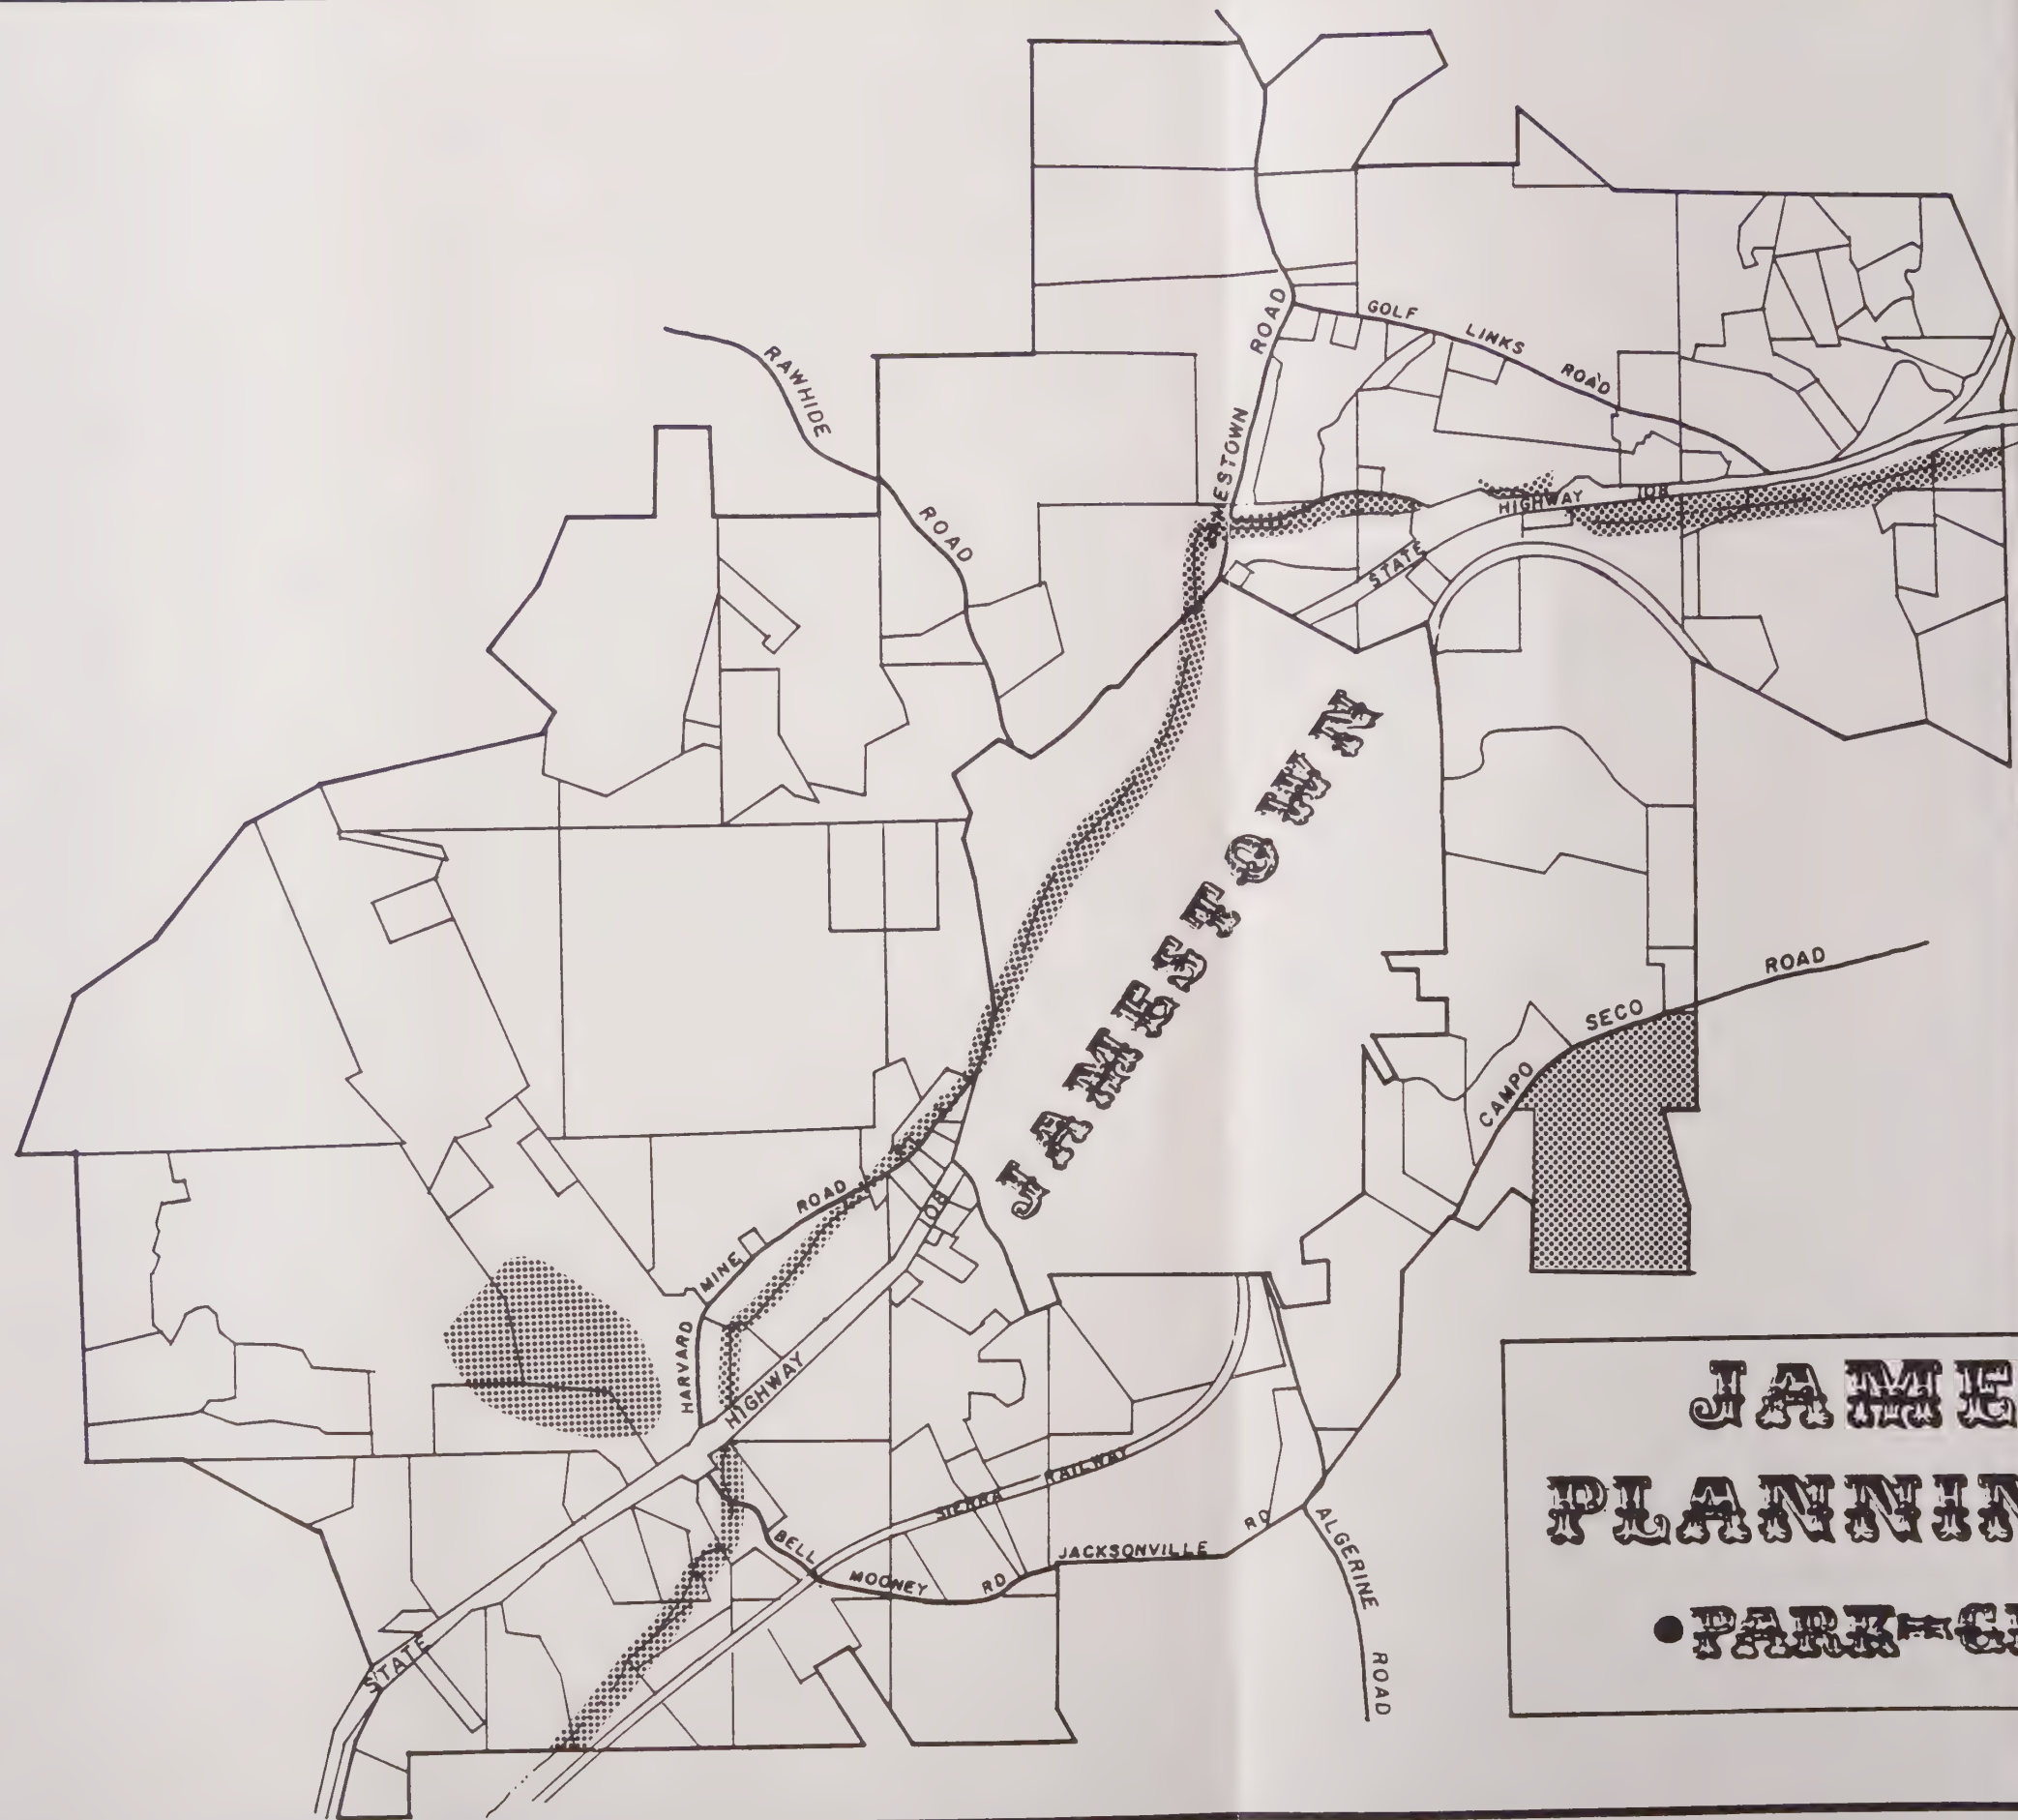 GOLF LINKS ROAD
ROAD
RAWHIDE
ROAD
HIGHWAY 108
STATE
JAMESTOWN
ROAD
SECO
CAMPO
ROAD
MINE
HARVARD
108
HIGHWAY
STATE
SIERRA RAILWAY
BELL
MOONEY RD
JACKSONVILLE RD
ALGERINE
ROAD
JAME
PLANNIN